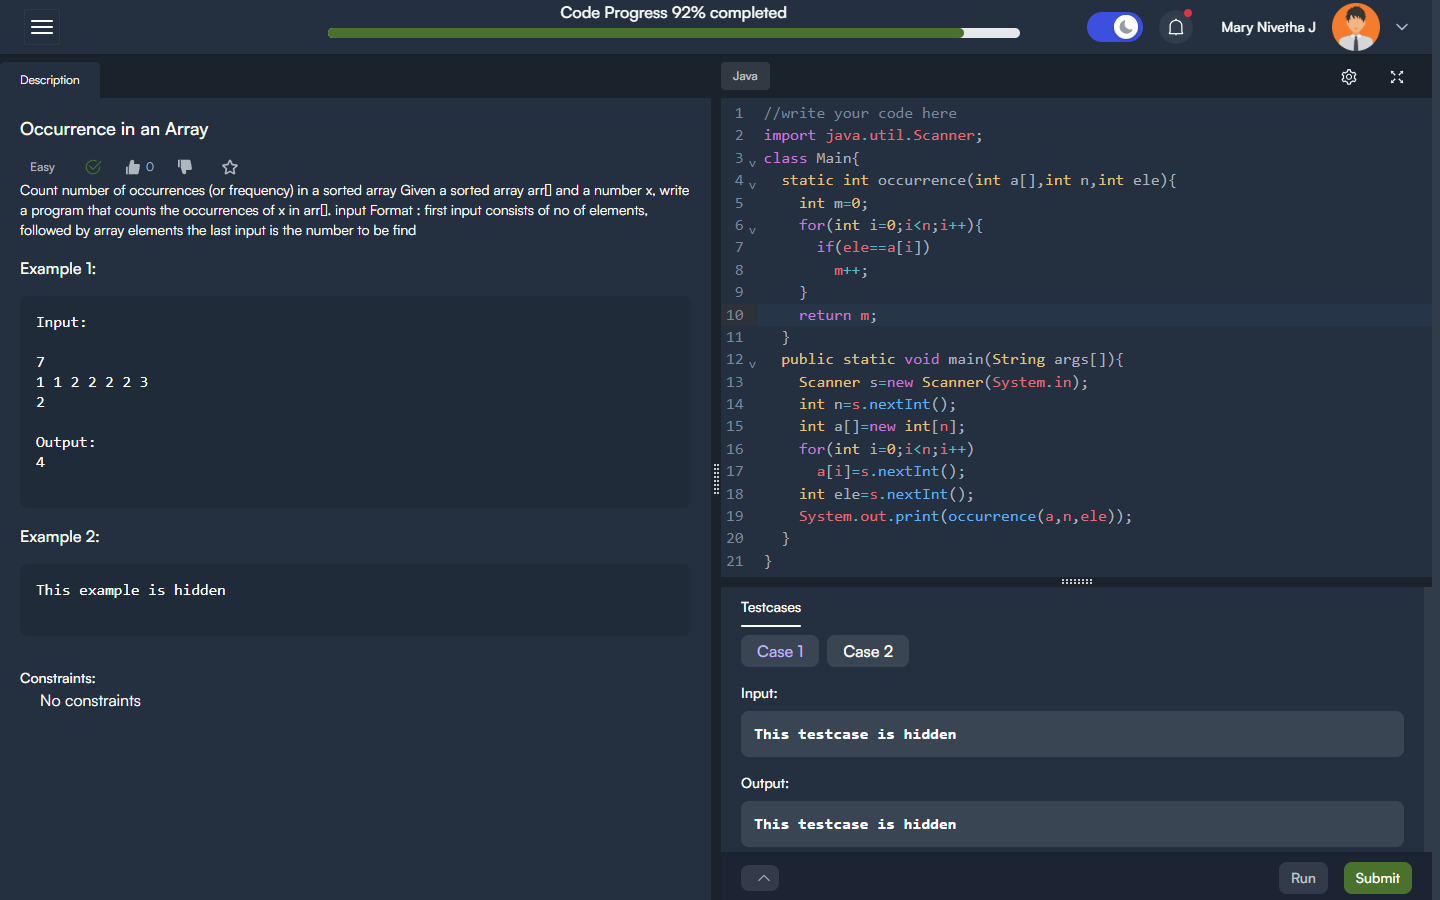 Code Progress 92% completed
Mary Nivetha J
Description
Occurrence in an Array
Easy
0
Count number of occurrences (or frequency) in a sorted array Given a sorted array arr[] and a number x, write
a program that counts the occurrences of x in arr[]. input Format : first input consists of no of elements,
followed by array elements the last input is the number to be find
Example 1:
Input:
7
1 1 2 2 2 2 3
2
Output:
4
Example 2:
This example is hidden
Constraints:
No constraints
Java
1 //write your code here
2 import java.util.Scanner;
3 class Main{
4 static int occurrence(int a[],int n,int ele){
5 int m=0;
6 for(int i=0;i<n;i++){
7 if(ele==a[i])
8 m++;
9 }
10 return m;
11 }
12 public static void main(String args[]){
13 Scanner s=new Scanner(System.in);
14 int n=s.nextInt();
15 int a[]=new int[n];
16 for(int i=0;i<n;i++)
17 a[i]=s.nextInt();
18 int ele=s.nextInt();
19 System.out.print(occurrence(a,n,ele));
20 }
21 }
Testcases
Case 1 Case 2
Input:
This testcase is hidden
Output:
This testcase is hidden
Run Submit